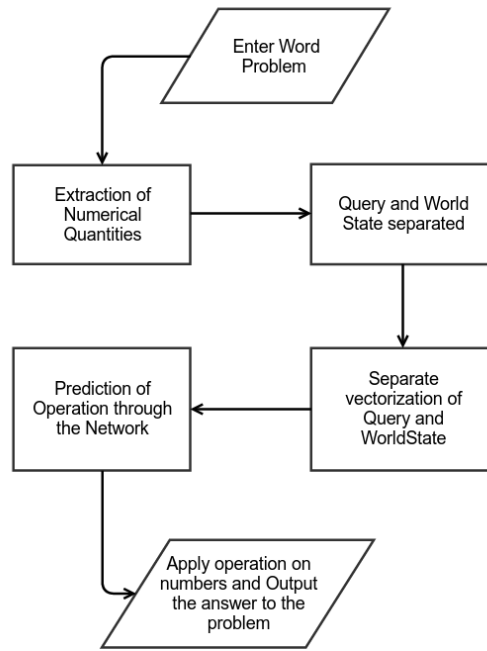 Enter Word
Problem
Extraction of
Numerical
Quantities
Query and World
State separated
Separate
vectorization of
Query and
WorldState
Prediction of
Operation through
the Network
Apply operation on
numbers and Output
the answer to the
problem